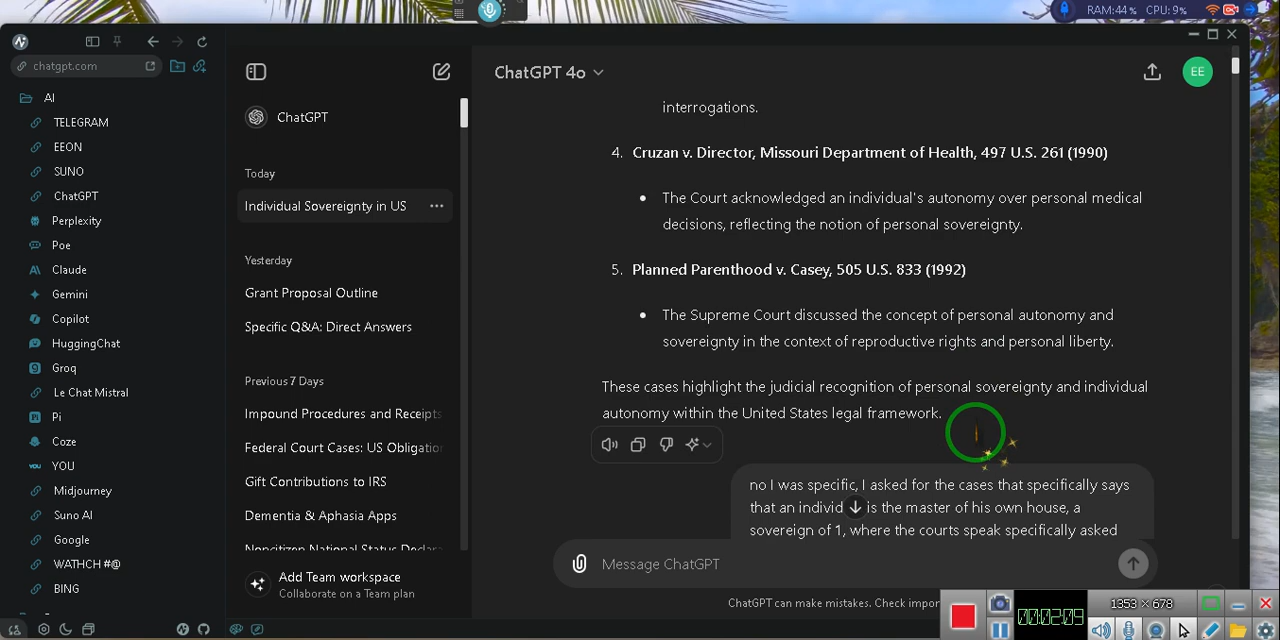 RAM:44% CPU:9%
chatgpt.com
AI
TELEGRAM
EEON
SUNO
ChatGPT
Perplexity
Poe
Claude
Gemini
Copilot
HuggingChat
Groq
Le Chat Mistral
Pi
Coze
YOU
Midjourney
Suno AI
Google
WATHCH #@
BING
ChatGPT
Today
Individual Sovereignty in US
Yesterday
Grant Proposal Outline
Specific Q&A: Direct Answers
Previous 7 Days
Impound Procedures and Receipts
Federal Court Cases: US Obligatio
Gift Contributions to IRS
Dementia & Aphasia Apps
Noncitizen National Status Declara
Add Team workspace
Collaborate on a Team plan
ChatGPT 4o
EE
interrogations.
4. Cruzan v. Director, Missouri Department of Health, 497 U.S. 261 (1990)
• The Court acknowledged an individual's autonomy over personal medical
decisions, reflecting the notion of personal sovereignty.
5. Planned Parenthood v. Casey, 505 U.S. 833 (1992)
• The Supreme Court discussed the concept of personal autonomy and
sovereignty in the context of reproductive rights and personal liberty.
These cases highlight the judicial recognition of personal sovereignty and individual
autonomy within the United States legal framework.
no I was specific, I asked for the cases that specifically says
that an individ is the master of his own house, a
sovereign of 1, where the courts speak specifically asked
Message ChatGPT
ChatGPT can make mistakes. Check impor
00:02:09
1353 × 678